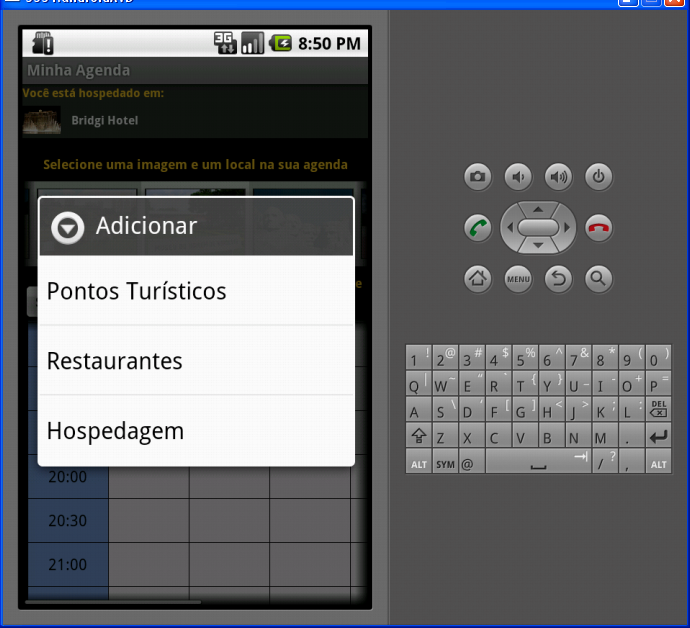 3G 8:50 PM
Minha Agenda
Você está hospedado em:
Bridgi Hotel
Selecione uma imagem e um local na sua agenda
Adicionar
Pontos Turísticos
Restaurantes
Hospedagem
e
20:00
20:30
21:00
MENU
1 ! 2 @ 3 # 4 $ 5 % 6 ^ 7 & 8 * 9 ( 0 )
Q | W ~ E " R ` T { Y } U _ I - O + P =
A S \ D ' F [ G ] H < J > K ; L : DEL
Z X C V B N M .
ALT SYM @ / ? , ALT